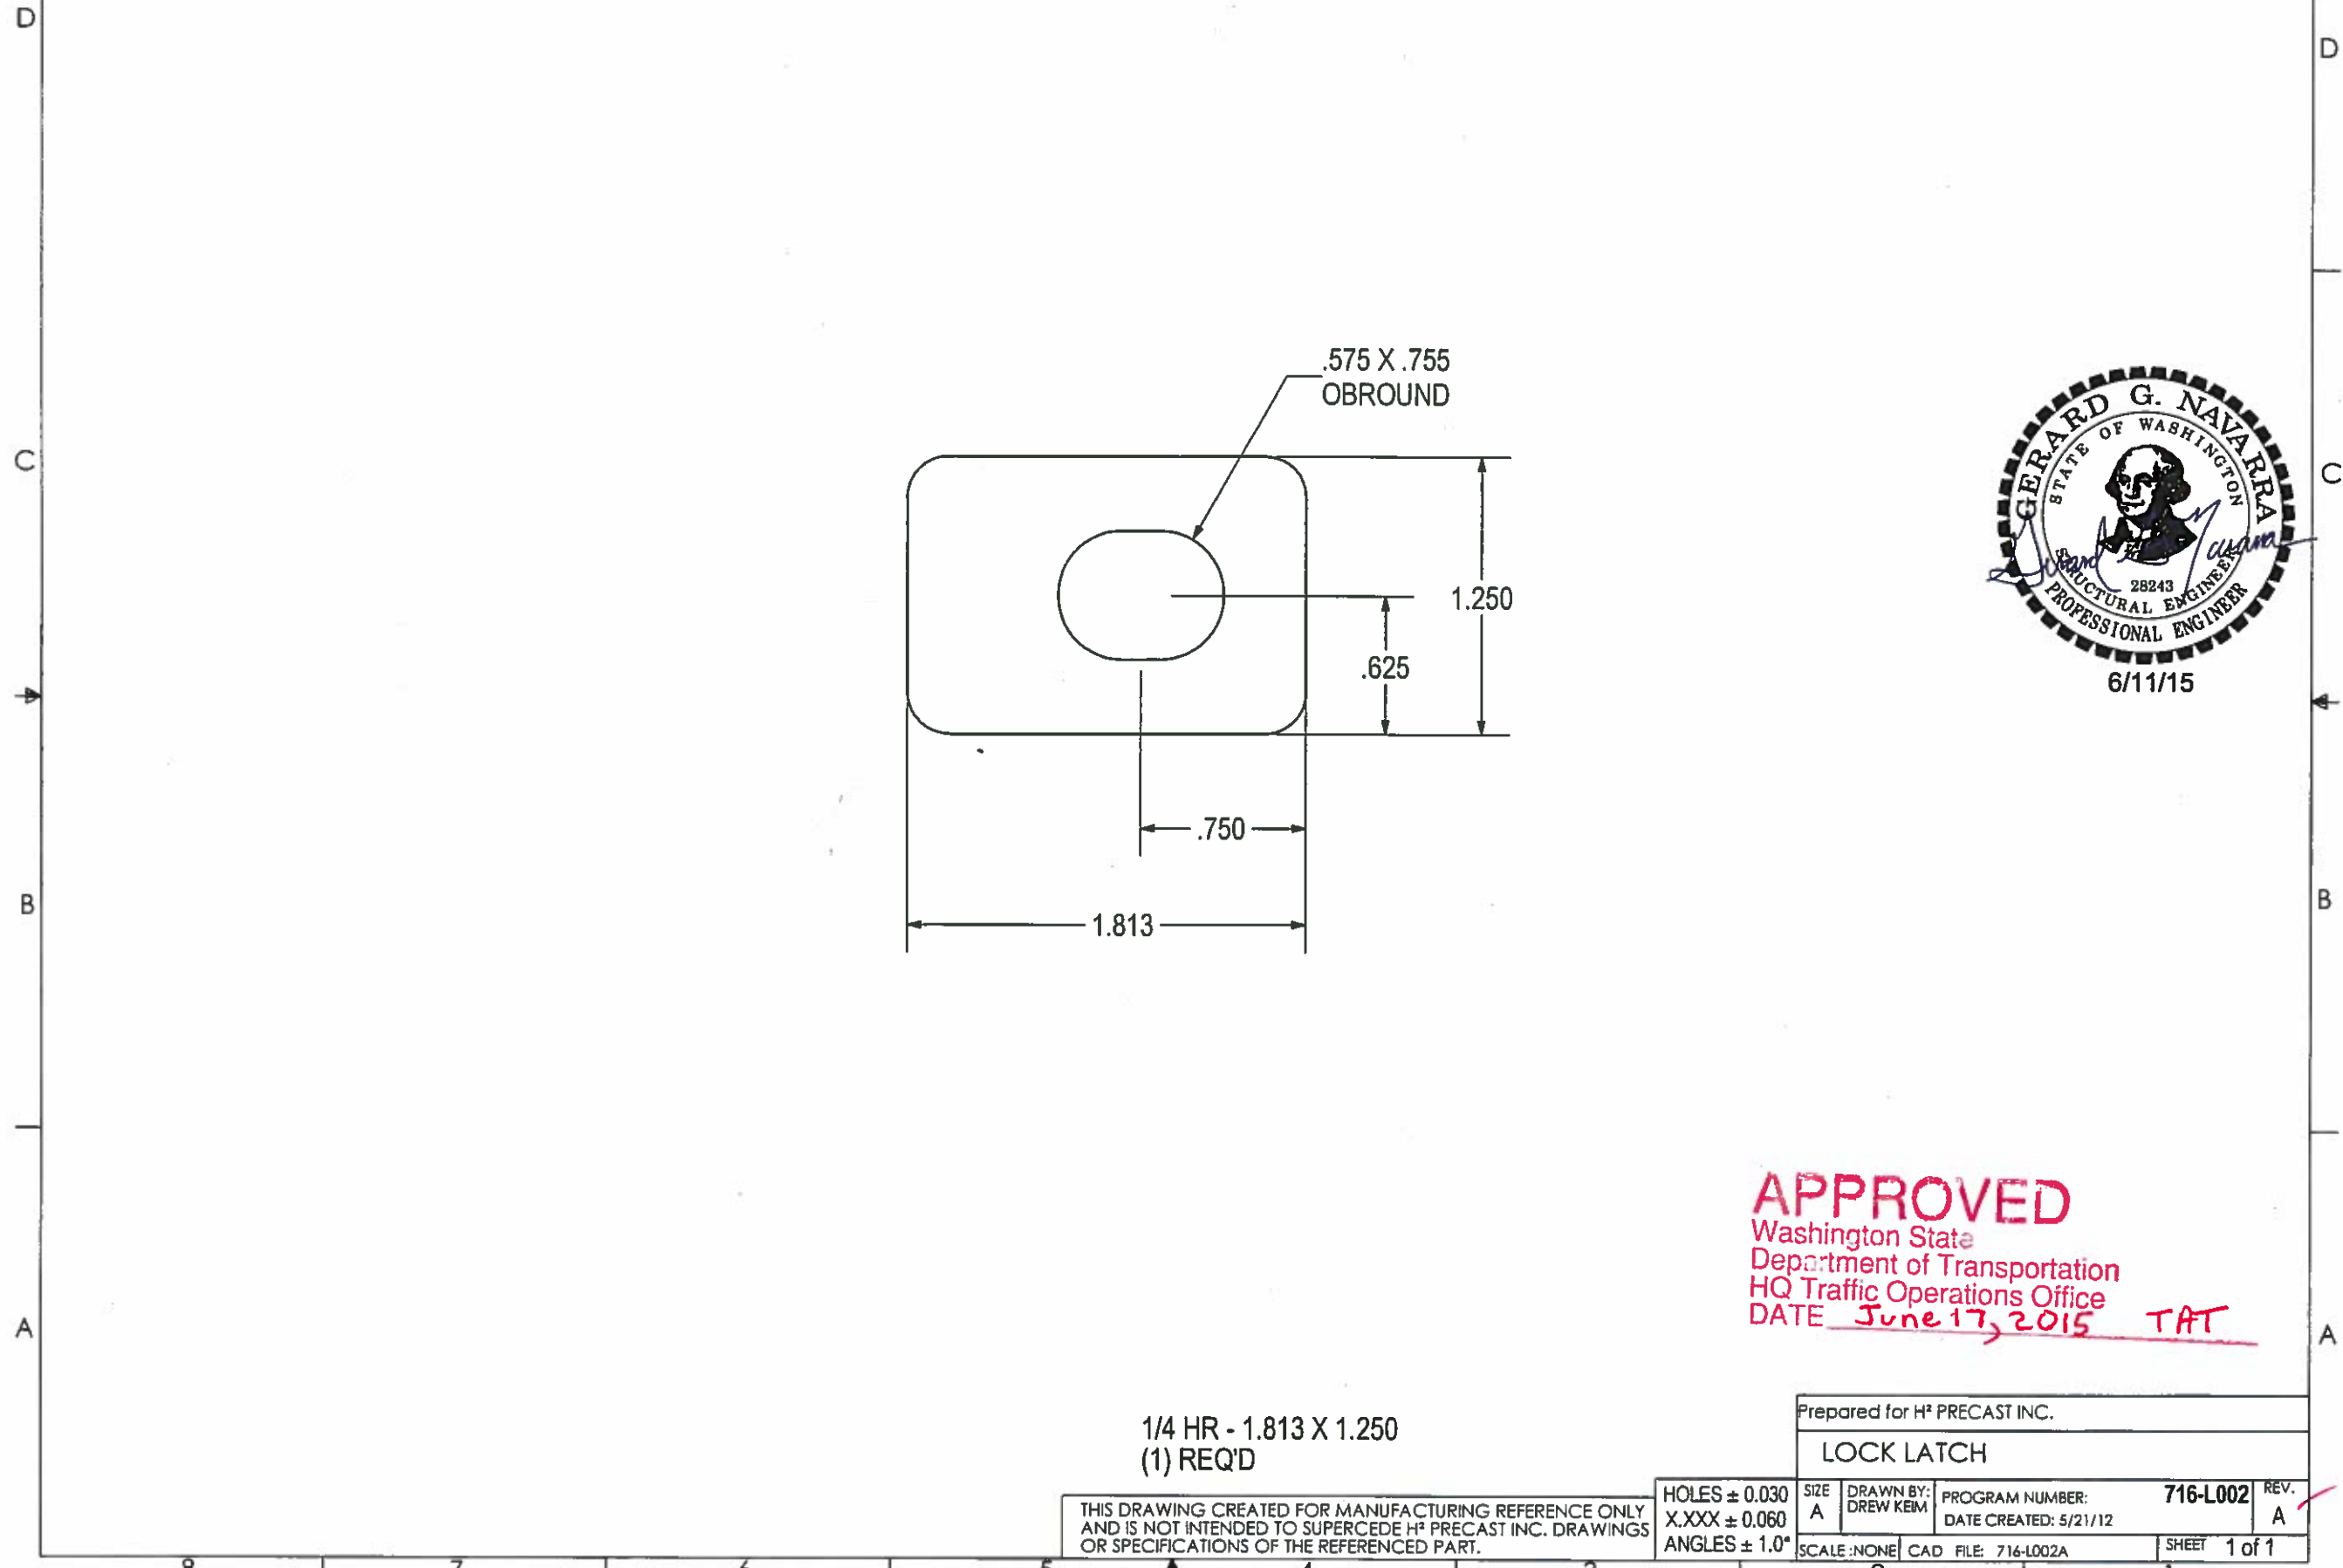 D
D
.575 X .755
OBROUND
GERARD G. NAVARRA
STATE OF WASHINGTON
28243
STRUCTURAL ENGINEER
PROFESSIONAL ENGINEER
6/11/15
C
C
1.250
.625
.750
1.813
B
B
APPROVED
Washington State
Department of Transportation
HQ Traffic Operations Office
DATE June 17, 2015 TAT
A
A
1/4 HR - 1.813 X 1.250
(1) REQ'D
THIS DRAWING CREATED FOR MANUFACTURING REFERENCE ONLY
AND IS NOT INTENDED TO SUPERCEDE H² PRECAST INC. DRAWINGS
OR SPECIFICATIONS OF THE REFERENCED PART.
HOLES ± 0.030
X.XXX ± 0.060
ANGLES ± 1.0°
Prepared for H² PRECAST INC.
LOCK LATCH
SIZE
A
DRAWN BY:
DREW KEIM
PROGRAM NUMBER: 716-L002
DATE CREATED: 5/21/12
REV.
A
SCALE :NONE
CAD FILE: 716-L002A
SHEET 1 of 1